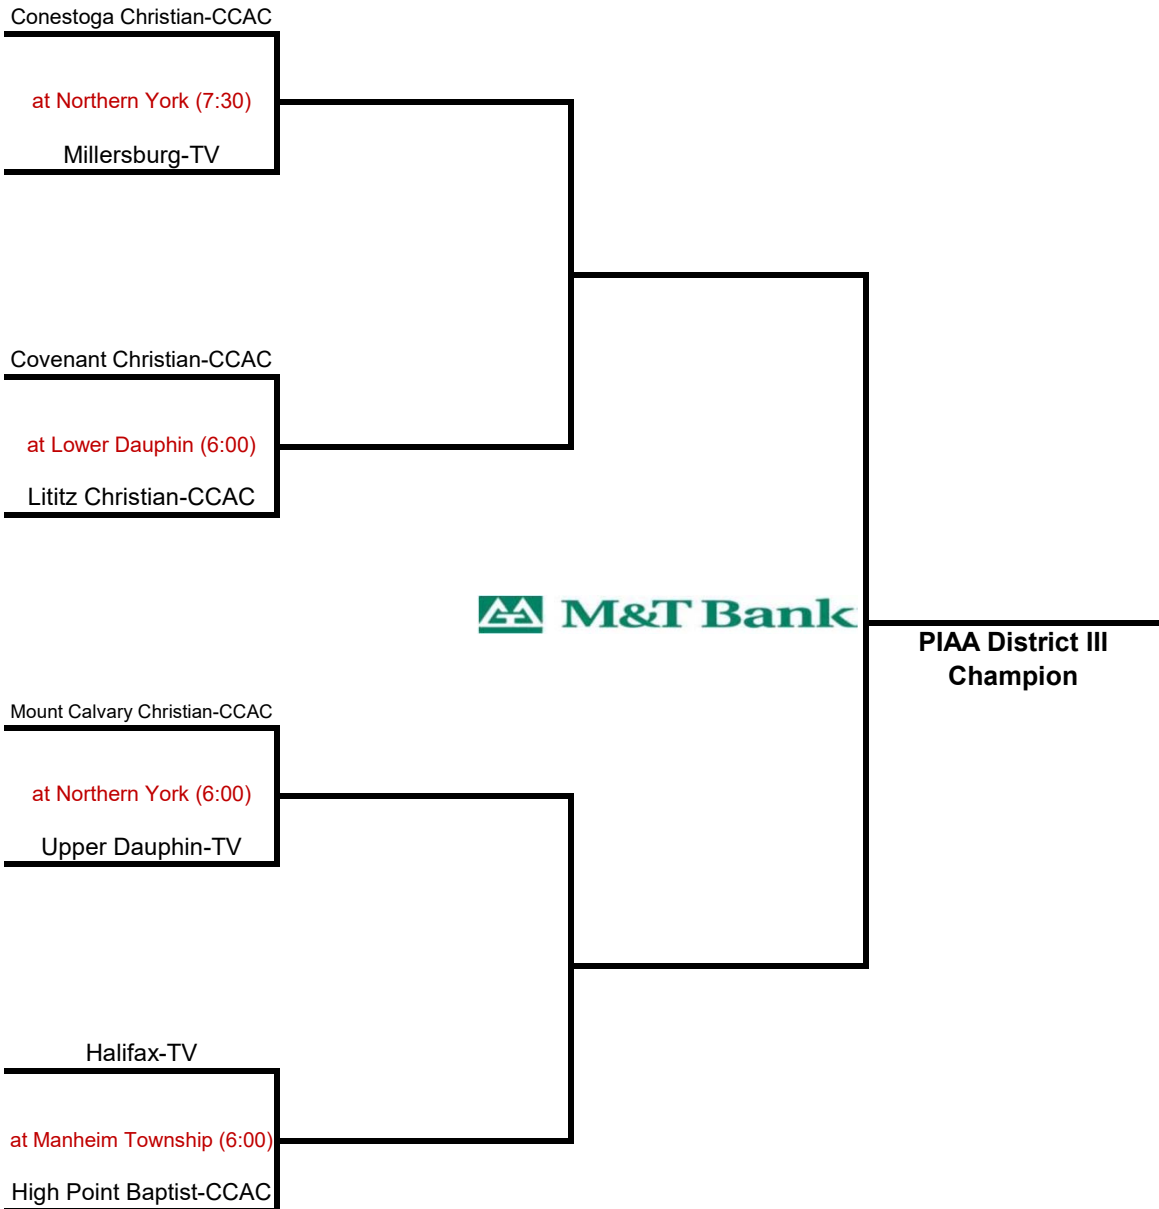 Conestoga Christian-CCAC
at Northern York (7:30)
Millersburg-TV
Covenant Christian-CCAC
at Lower Dauphin (6:00)
Lititz Christian-CCAC
M&T Bank
PIAA District III
Champion
Mount Calvary Christian-CCAC
at Northern York (6:00)
Upper Dauphin-TV
Halifax-TV
at Manheim Township (6:00)
High Point Baptist-CCAC